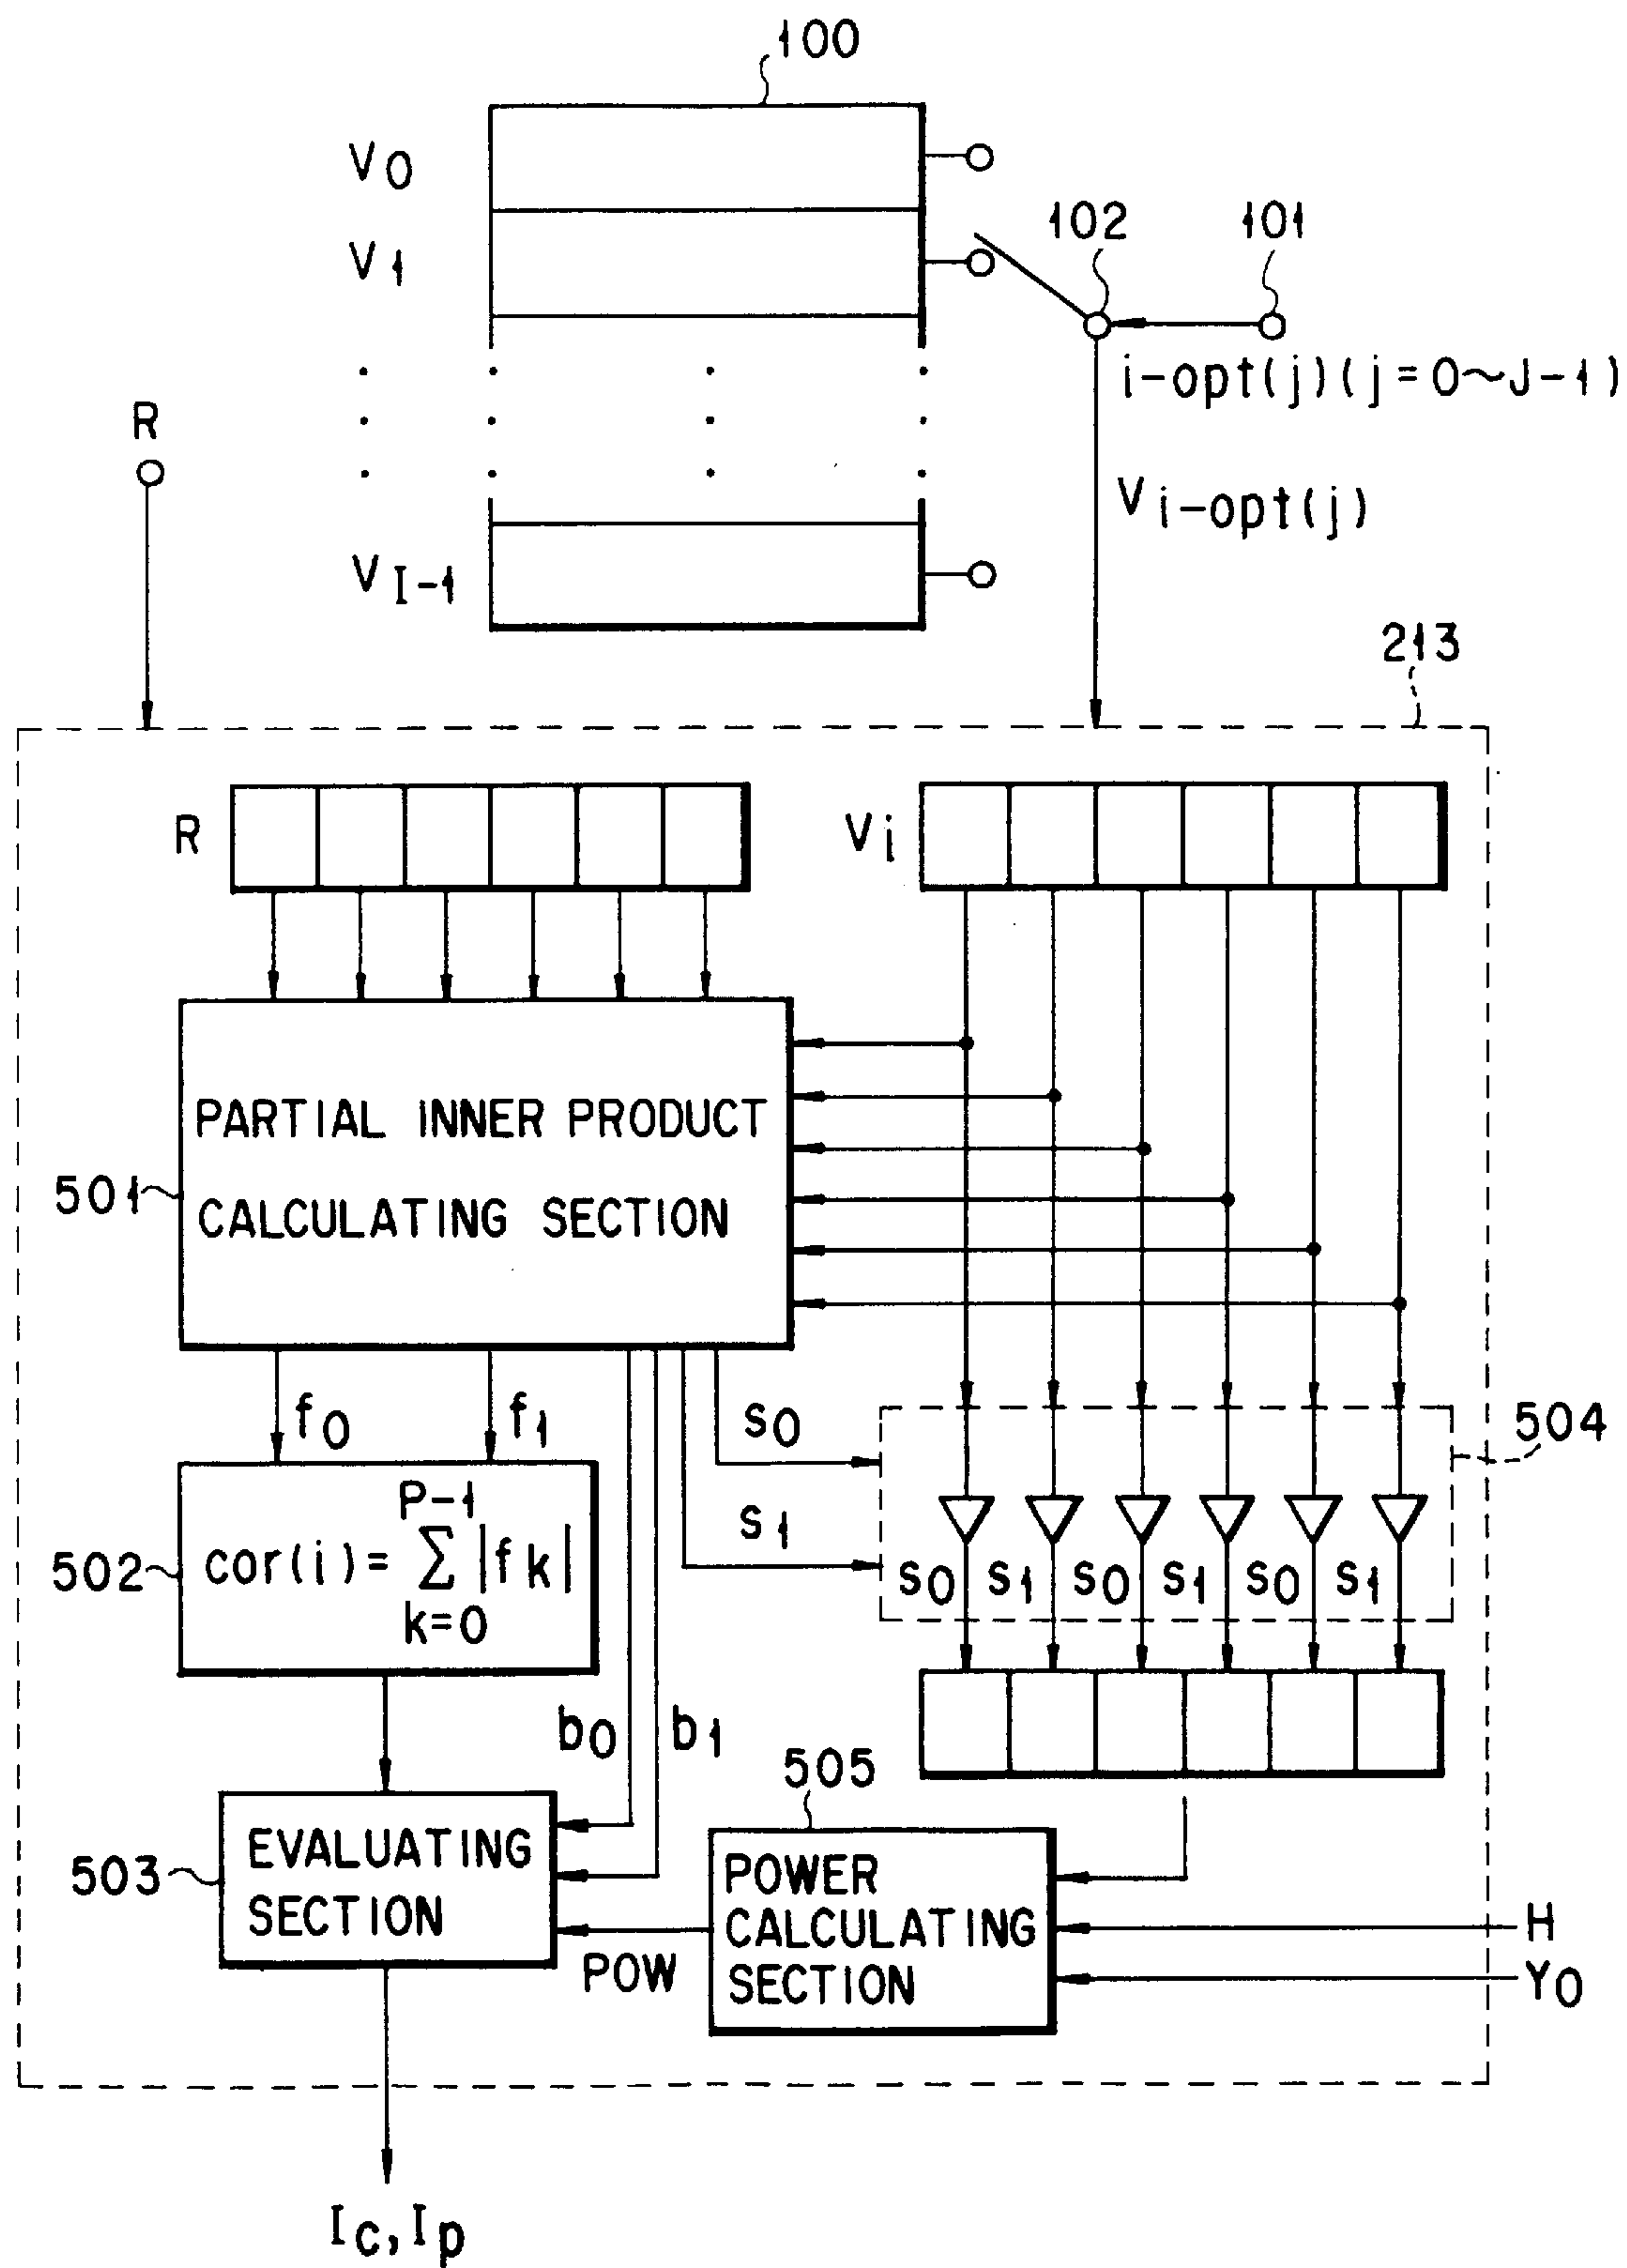 100
V0
V1
102
101
i-opt(j)(j=0~J-1)
R
Vi-opt(j)
VI-1
213
R
Vi
PARTIAL INNER PRODUCT
CALCULATING SECTION
501
f0
f1
s0
s1
504
cor(i)=∑|fk|
P-1
k=0
502
s0 s1 s0 s1 s0 s1
b0
b1
505
EVALUATING
SECTION
503
POW
POWER
CALCULATING
SECTION
H
Y0
Ic, Ip